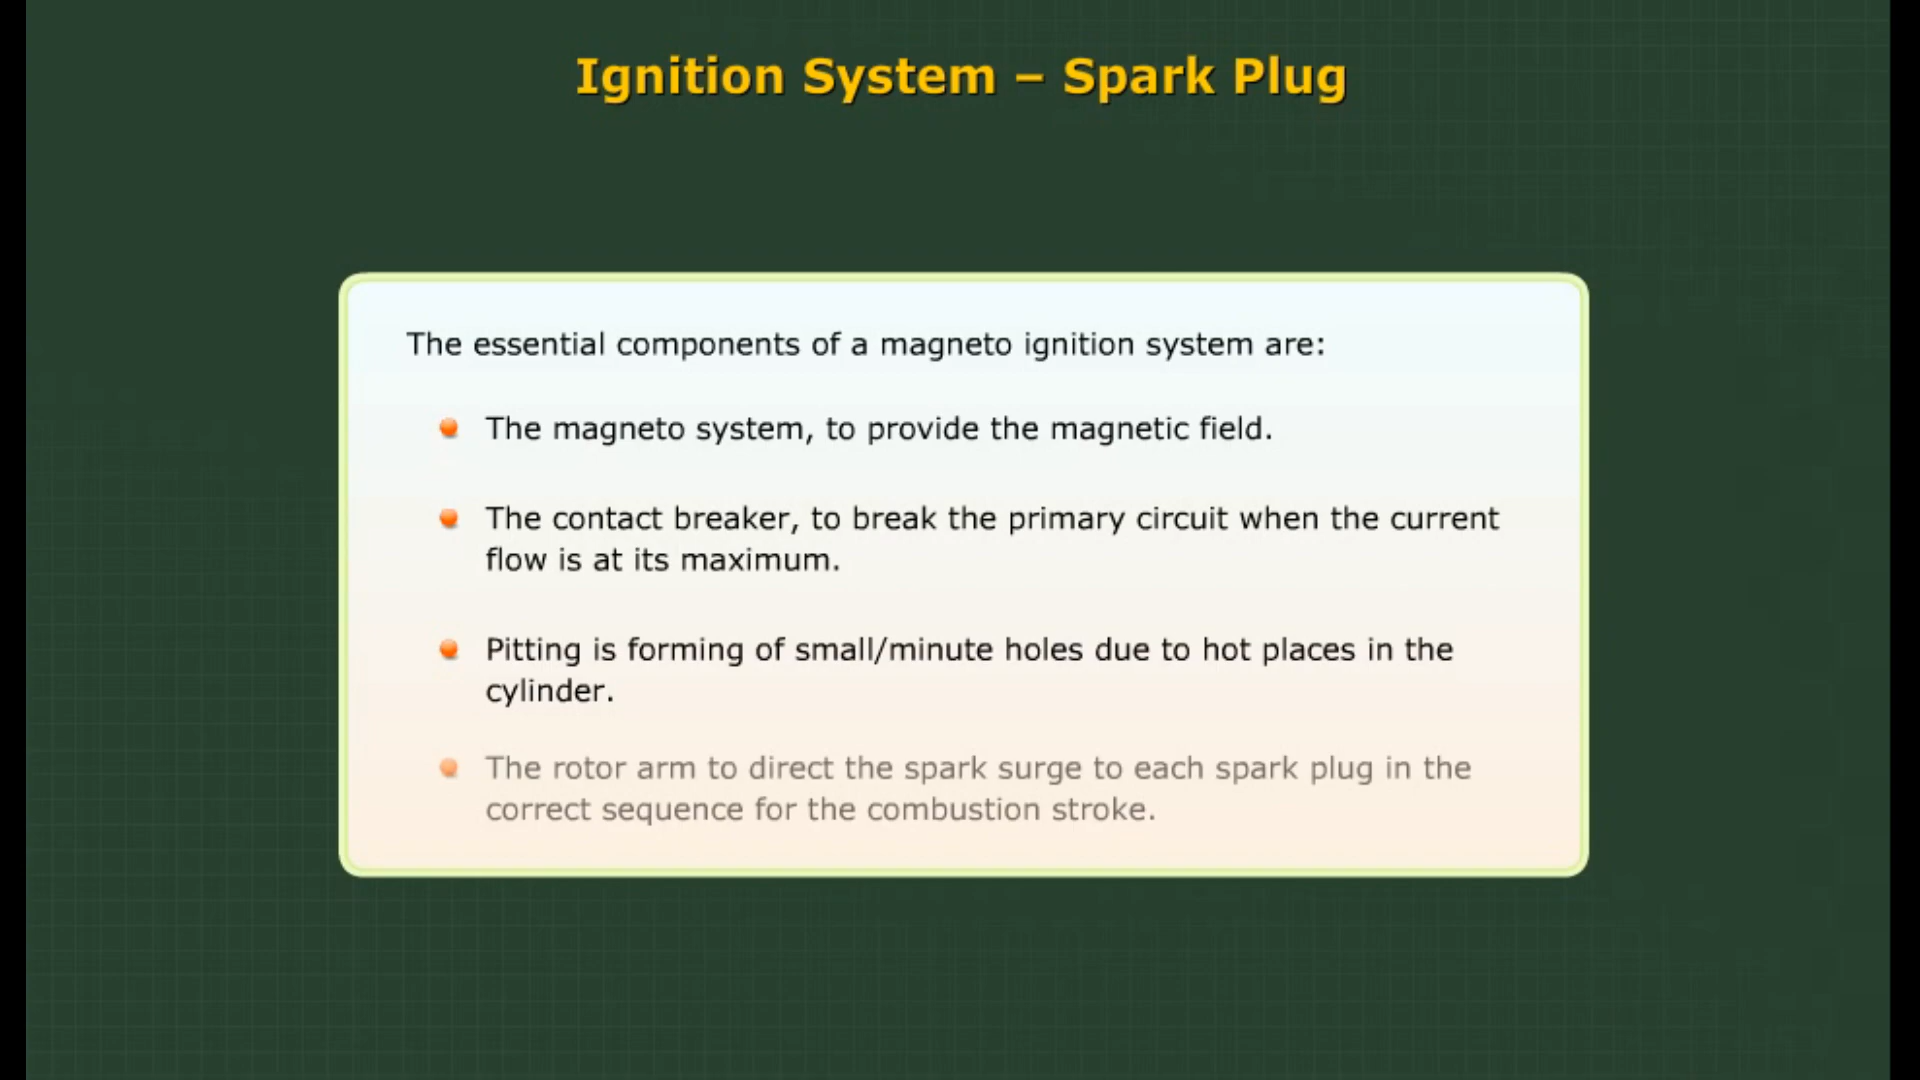 Ignition System – Spark Plug
The essential components of a magneto ignition system are:
The magneto system, to provide the magnetic field.
The contact breaker, to break the primary circuit when the current
flow is at its maximum.
Pitting is forming of small/minute holes due to hot places in the
cylinder.
The rotor arm to direct the spark surge to each spark plug in the
correct sequence for the combustion stroke.